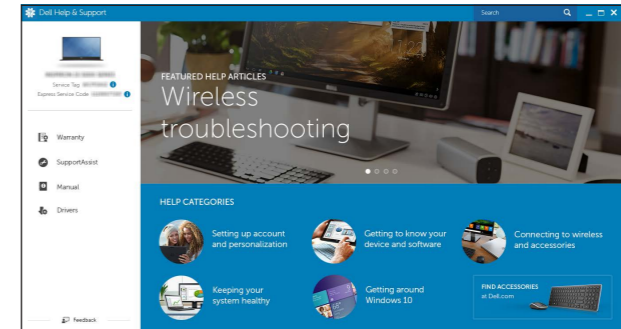 Dell Help & Support
Search
Service Tag:
Express Service Code:
Warranty
SupportAssist
Manual
Drivers
Feedback
FEATURED HELP ARTICLES
Wireless
troubleshooting
HELP CATEGORIES
Setting up account
and personalization
Getting to know your
device and software
Connecting to wireless
and accessories
Keeping your
system healthy
Getting around
Windows 10
FIND ACCESSORIES
at Dell.com